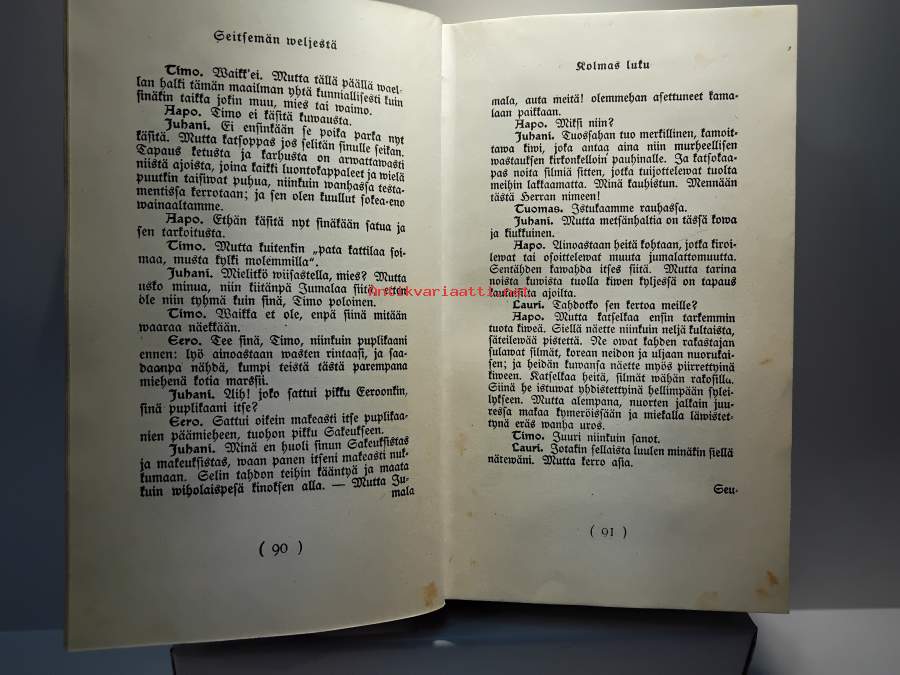 Seitsemän weljestä
Timo. Waikk'ei. Mutta tällä päällä wael-
lan halki tämän maailman yhtä kunniallisesti kuin
sinäkin taikka jokin muu, mies tai waimo.
Aapo. Timo ei käsitä kuwausta.
Juhani. Ei ensinkään se poika parka nyt
käsitä. Mutta katsoppas jos selitän sinulle seikan.
Tapaus ketusta ja karhusta on arwattawasti
niistä ajoista, joina kaikki luontokappaleet ja wielä
puutkin taisiwat puhua, niinkuin wanhassa testa-
mentissa kerrotaan; ja sen olen kuullut soka-eno
wainaaltamme.
Aapo. Ethän käsitä nyt sinäkään satua ja
sen tarkoitusta.
Timo. Mutta kuitenkin „pata kattilaa soi-
maa, musta kylki molemmilla“.
Juhani. Mielitkö wiisastella, mies? Mutta
usko minua, niin kiitänpä Jumalaa siitä, etten
ole niin tyhmä kuin sinä, Timo poloinen.
Timo. Waikka et ole, enpä siinä mitään
waaraa näekkään.
Eero. Tee sinä, Timo, niinkuin puplikaani
ennen: lyö ainoastaan wasten rintaasi, ja saa-
daanpa nähdä, kumpi teistä tästä parempana
miehenä kotia marssii.
Juhani. Aih! joko sattui pikku Eeroonkin,
sinä puplikaani itse?
Eero. Sattui oikein makeasti itse puplikaa-
nien päämieheen, tuohon pikku Sakeukseen.
Juhani. Minä en huoli sinun Sakeuksistas
ja makeuksistas, waan panen itseni makeasti nuk-
kumaan. Selin tahdon teihin kääntyä ja maata
kuin wiholaispesä kinoksen alla. — Mutta Ju-
mala
( 90 )
Kolmas luku
mala, auta meitä! olemmehan asettuneet kama-
laan paikkaan.
Aapo. Miksi niin?
Juhani. Tuossahan tuo merkillinen, kamoit-
tawa kiwi, joka antaa aina niin murheellisen
wastauksen kirkonkelloin pauhinalle. Ja katsokaa-
pas noita silmiä sitten, jotka tuijottelewat tuolta
meihin lakkaamatta. Minä kauhistun. Mennään
tästä Herran nimeen!
Tuomas. Istukaamme rauhassa.
Juhani. Mutta metsänhaltia on tässä kowa
ja kiukkuinen.
Aapo. Ainoastaan heitä kohtaan, jotka kiroi-
lewat tai osoittelewat muuta jumalattomuutta.
Sentähden kawahda itses siitä. Mutta tarina
noista kuwista tuolla kiwen kyljessä on tapaus
kaukaisilta ajoilta.
Lauri. Tahdotko sen kertoa meille?
Aapo. Mutta katselkaa ensin tarkemmin
tuota kiweä. Siellä näette niinkuin neljä kultaista,
säteilewää pistettä. Ne owat kahden rakastajan
sulawat silmät, korean neidon ja uljaan nuorukai-
sen; ja heidän kuwansa näette myös piirrettynä
kiween. Katselkaa heitä, silmät wähän rakosilla.
Siinä he istuwat yhdistettyinä hellimpään sylei-
lykseen. Mutta alempana, nuorten jalkain juu-
ressa makaa kymeröissään ja miekalla läwistet-
tynä eräs wanha uros.
Timo. Juuri niinkuin sanot.
Lauri. Jotakin sellaista luulen minäkin siellä
näkewäni. Mutta kerro asia.
Seu-
( 91 )
Antikvariaatti.net